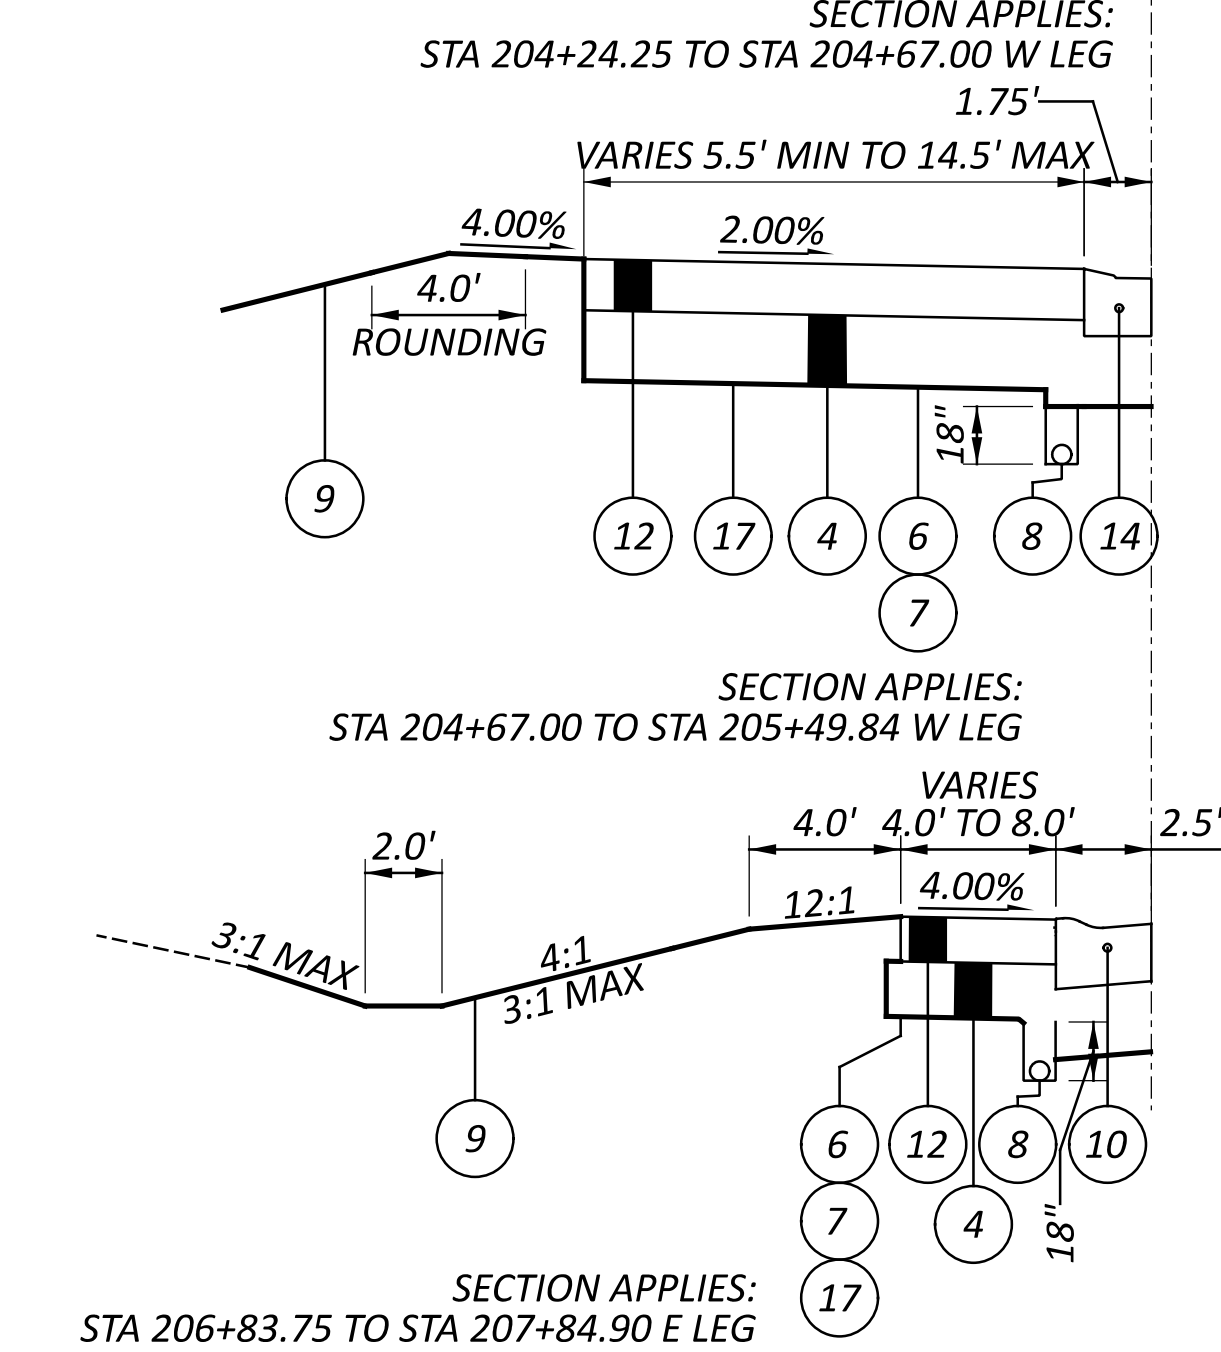 SECTION APPLIES:
STA 204+24.25 TO STA 204+67.00 W LEG
1.75'
VARIES 5.5' MIN TO 14.5' MAX
4.00%
2.00%
4.0'
ROUNDING
18"
9
12
17
4
6
8
14
7
SECTION APPLIES:
STA 204+67.00 TO STA 205+49.84 W LEG
VARIES
2.0'
4.0'
4.0' TO 8.0'
2.5'
4.00%
12:1
3:1 MAX
4:1
3:1 MAX
9
6
12
8
10
7
4
18"
17
SECTION APPLIES:
STA 206+83.75 TO STA 207+84.90 E LEG